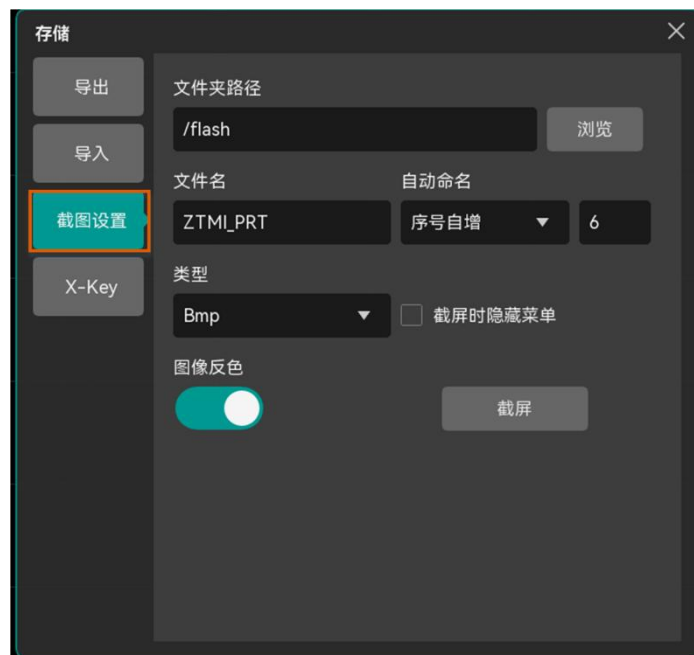 存储
导出
导入
截图设置
X-Key
文件夹路径
/flash
浏览
文件名
自动命名
ZTMI_PRT
序号自增
6
类型
Bmp
截屏时隐藏菜单
图像反色
截屏